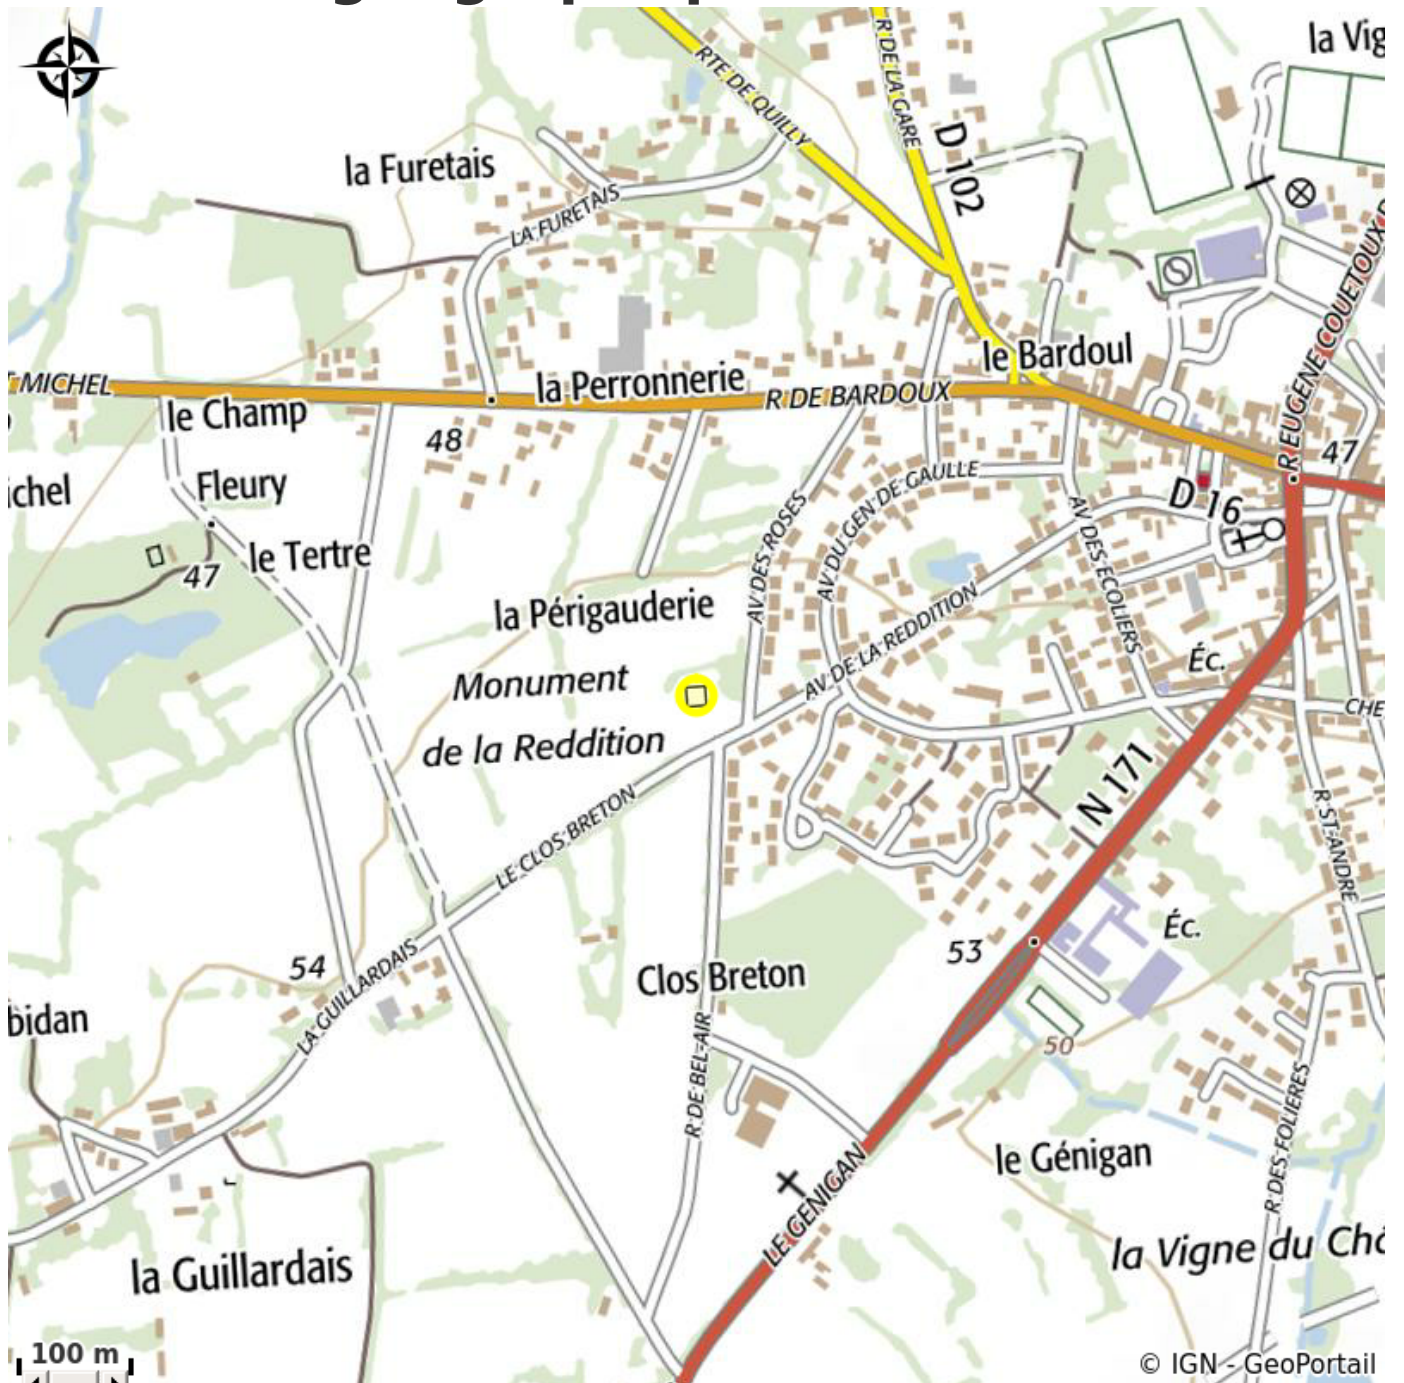 la Vig
RTE DE QUILLY
R DE LA GARE
D 102
la Furetais
LA FURETAIS
R EUGENE COUETOUX D
le Bardoul
T MICHEL
la Perronnerie
R DE BARDOUX
le Champ
48
47
ichel
Fleury
AV DU GEN DE GAULLE
D 16
AV DES ROSES
AV DES ECOLIERS
le Tertre
47
la Périgauderie
AV DE LA REDDITION
Éc.
Monument
de la Reddition
CHE
N 171
LE CLOS BRETON
R ST-ANDRE
Éc.
53
54
LA GUILLARDAIS
Clos Breton
bidan
50
R DE BEL-AIR
R DES FOLIERES
le Génigan
LE GENIGAN
la Vigne du Châ
la Guillardais
100 m
© IGN - GeoPortail